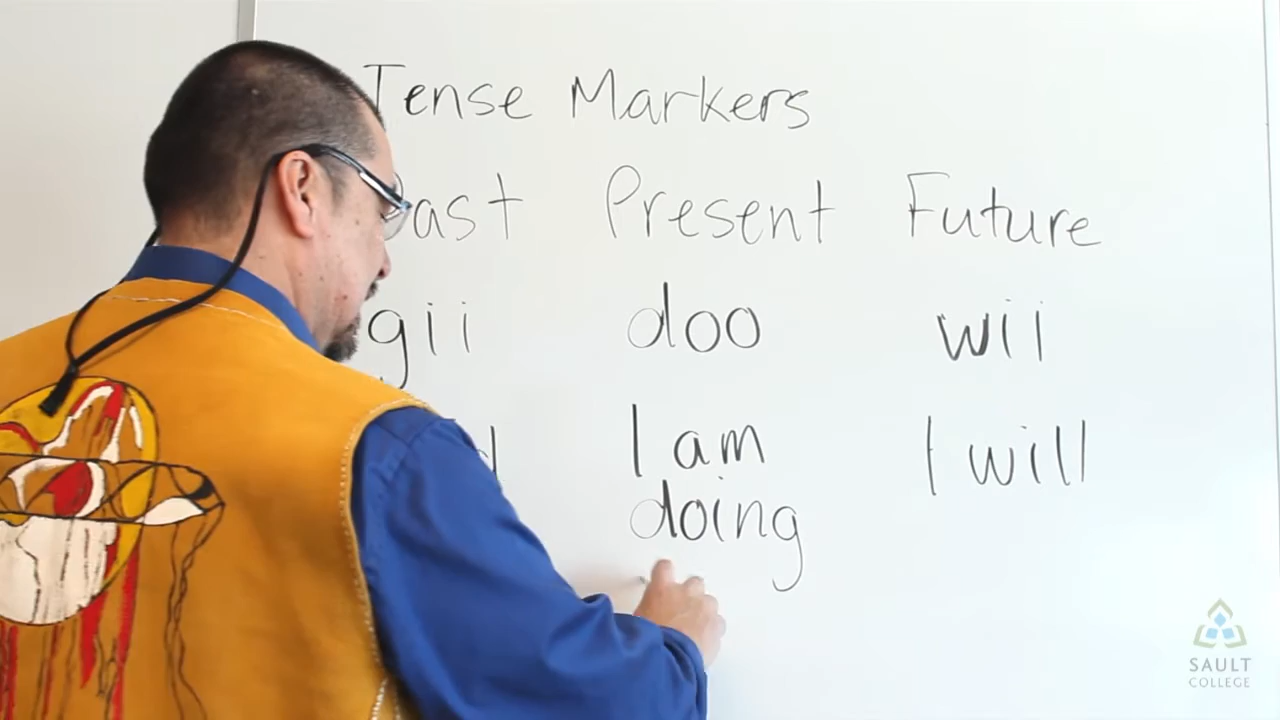 Tense Markers
Past Present Future
gii doo wii
I am I will
doing
SAULT
COLLEGE